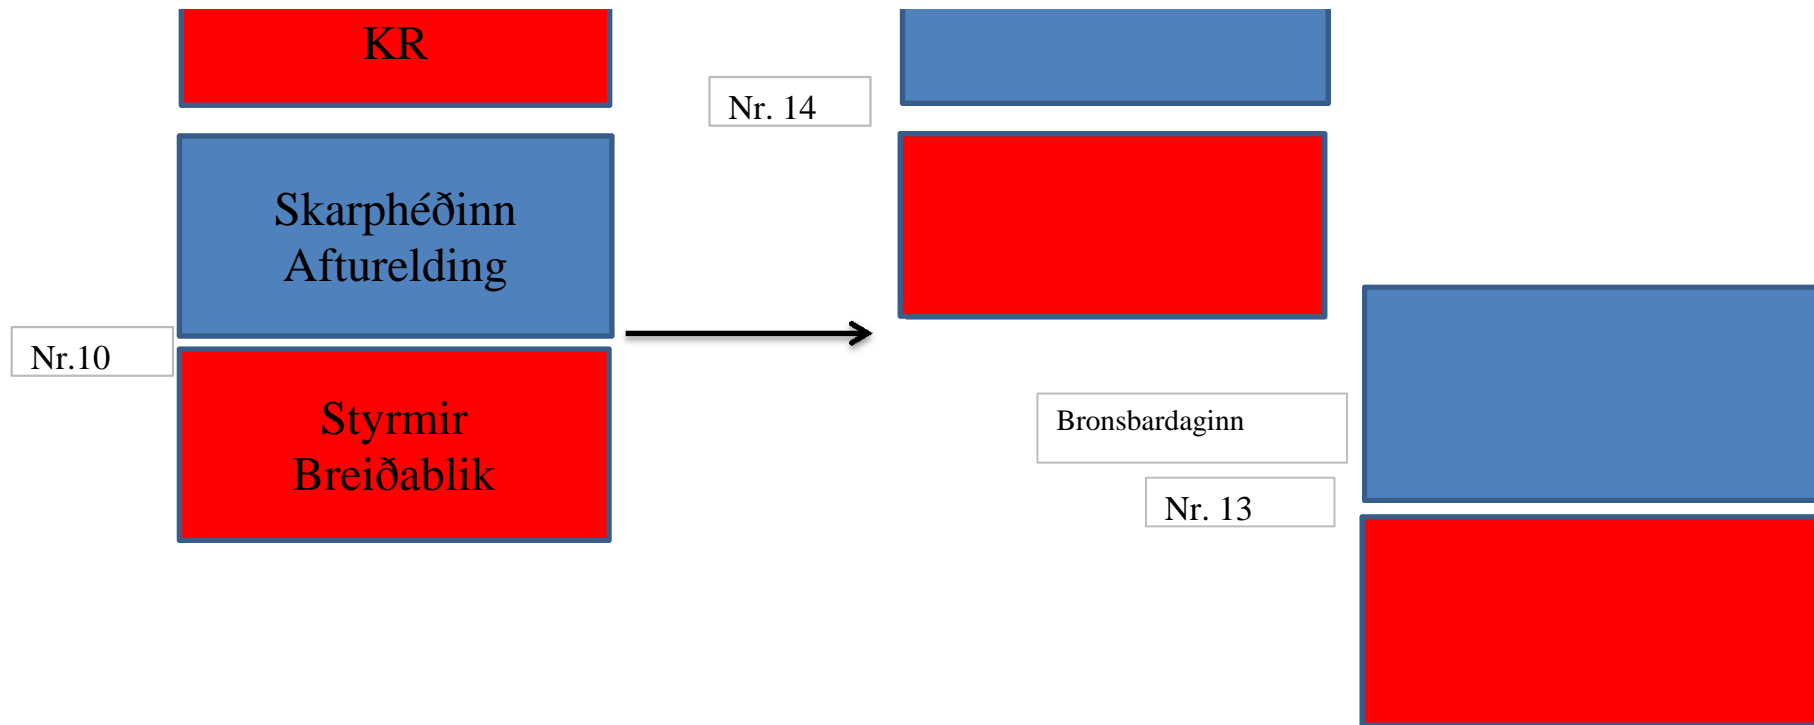 KR
Nr. 14
Skarphéðinn
Afturelding
Nr.10
Styrmir
Breiðablik
Bronsbardaginn
Nr. 13